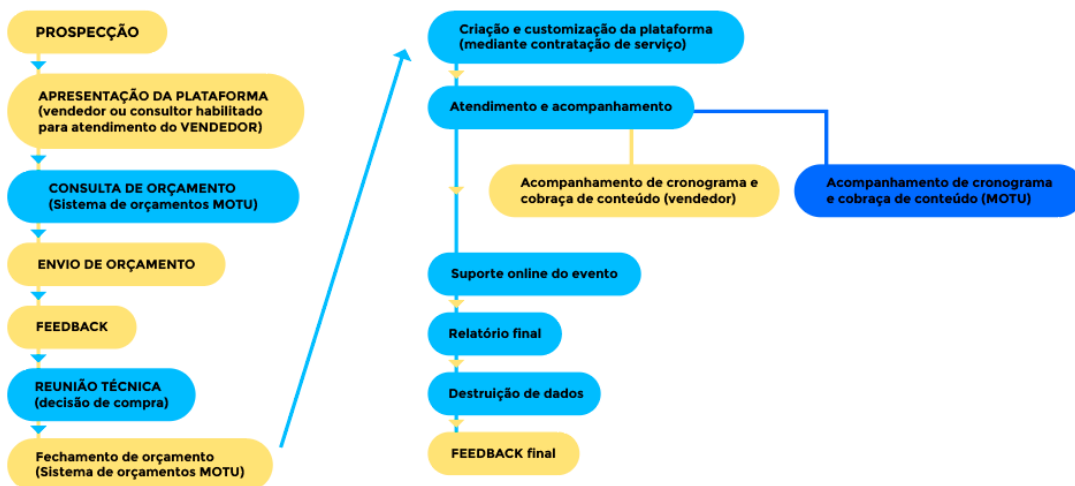 PROSPECÇÃO
APRESENTAÇÃO DA PLATAFORMA
(vendedor ou consultor habilitado
para atendimento do VENDEDOR)
CONSULTA DE ORÇAMENTO
(Sistema de orçamentos MOTU)
ENVIO DE ORÇAMENTO
FEEDBACK
REUNIÃO TÉCNICA
(decisão de compra)
Fechamento de orçamento
(Sistema de orçamentos MOTU)
Criação e customização da plataforma
(mediante contratação de serviço)
Atendimento e acompanhamento
Acompanhamento de cronograma e
cobraça de conteúdo (vendedor)
Acompanhamento de cronograma
e cobraça de conteúdo (MOTU)
Suporte online do evento
Relatório final
Destruição de dados
FEEDBACK final